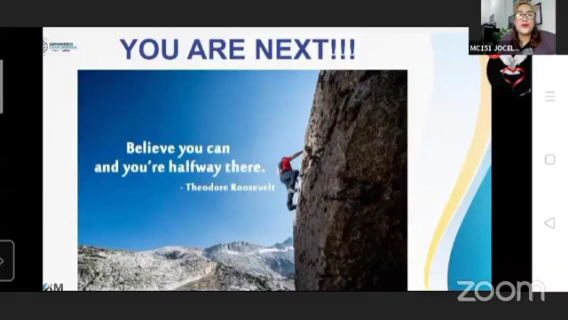 YOU ARE NEXT!!!
MC151 JOCEL
Believe you can
and you're halfway there.
- Theodore Roosevelt
zoom